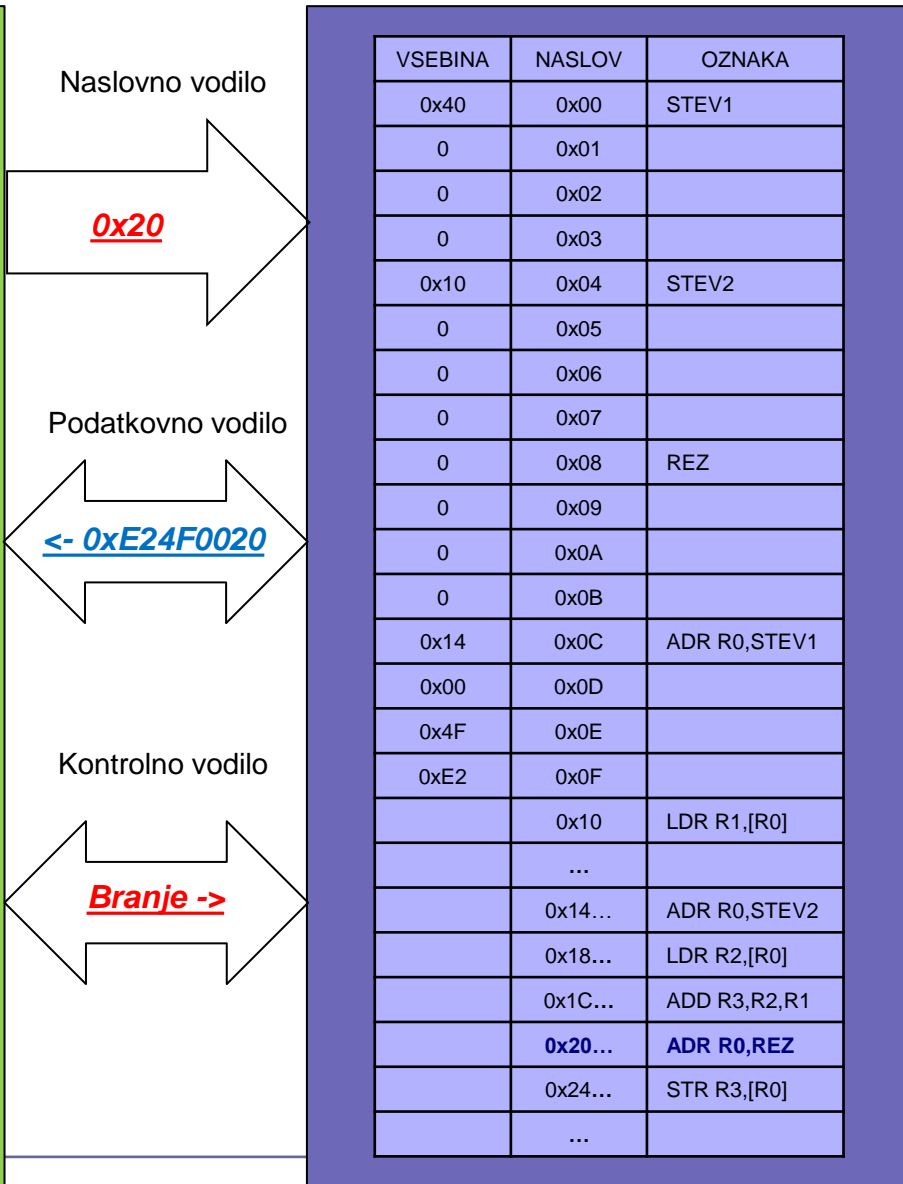 Naslovno vodilo
0x20
Podatkovno vodilo
<- 0xE24F0020
Kontrolno vodilo
Branje ->
VSEBINA NASLOV OZNAKA
0x40 0x00 STEV1
0 0x01
0 0x02
0 0x03
0x10 0x04 STEV2
0 0x05
0 0x06
0 0x07
0 0x08 REZ
0 0x09
0 0x0A
0 0x0B
0x14 0x0C ADR R0,STEV1
0x00 0x0D
0x4F 0x0E
0xE2 0x0F
0x10 LDR R1,[R0]
...
0x14... ADR R0,STEV2
0x18... LDR R2,[R0]
0x1C... ADD R3,R2,R1
0x20... ADR R0,REZ
0x24... STR R3,[R0]
...